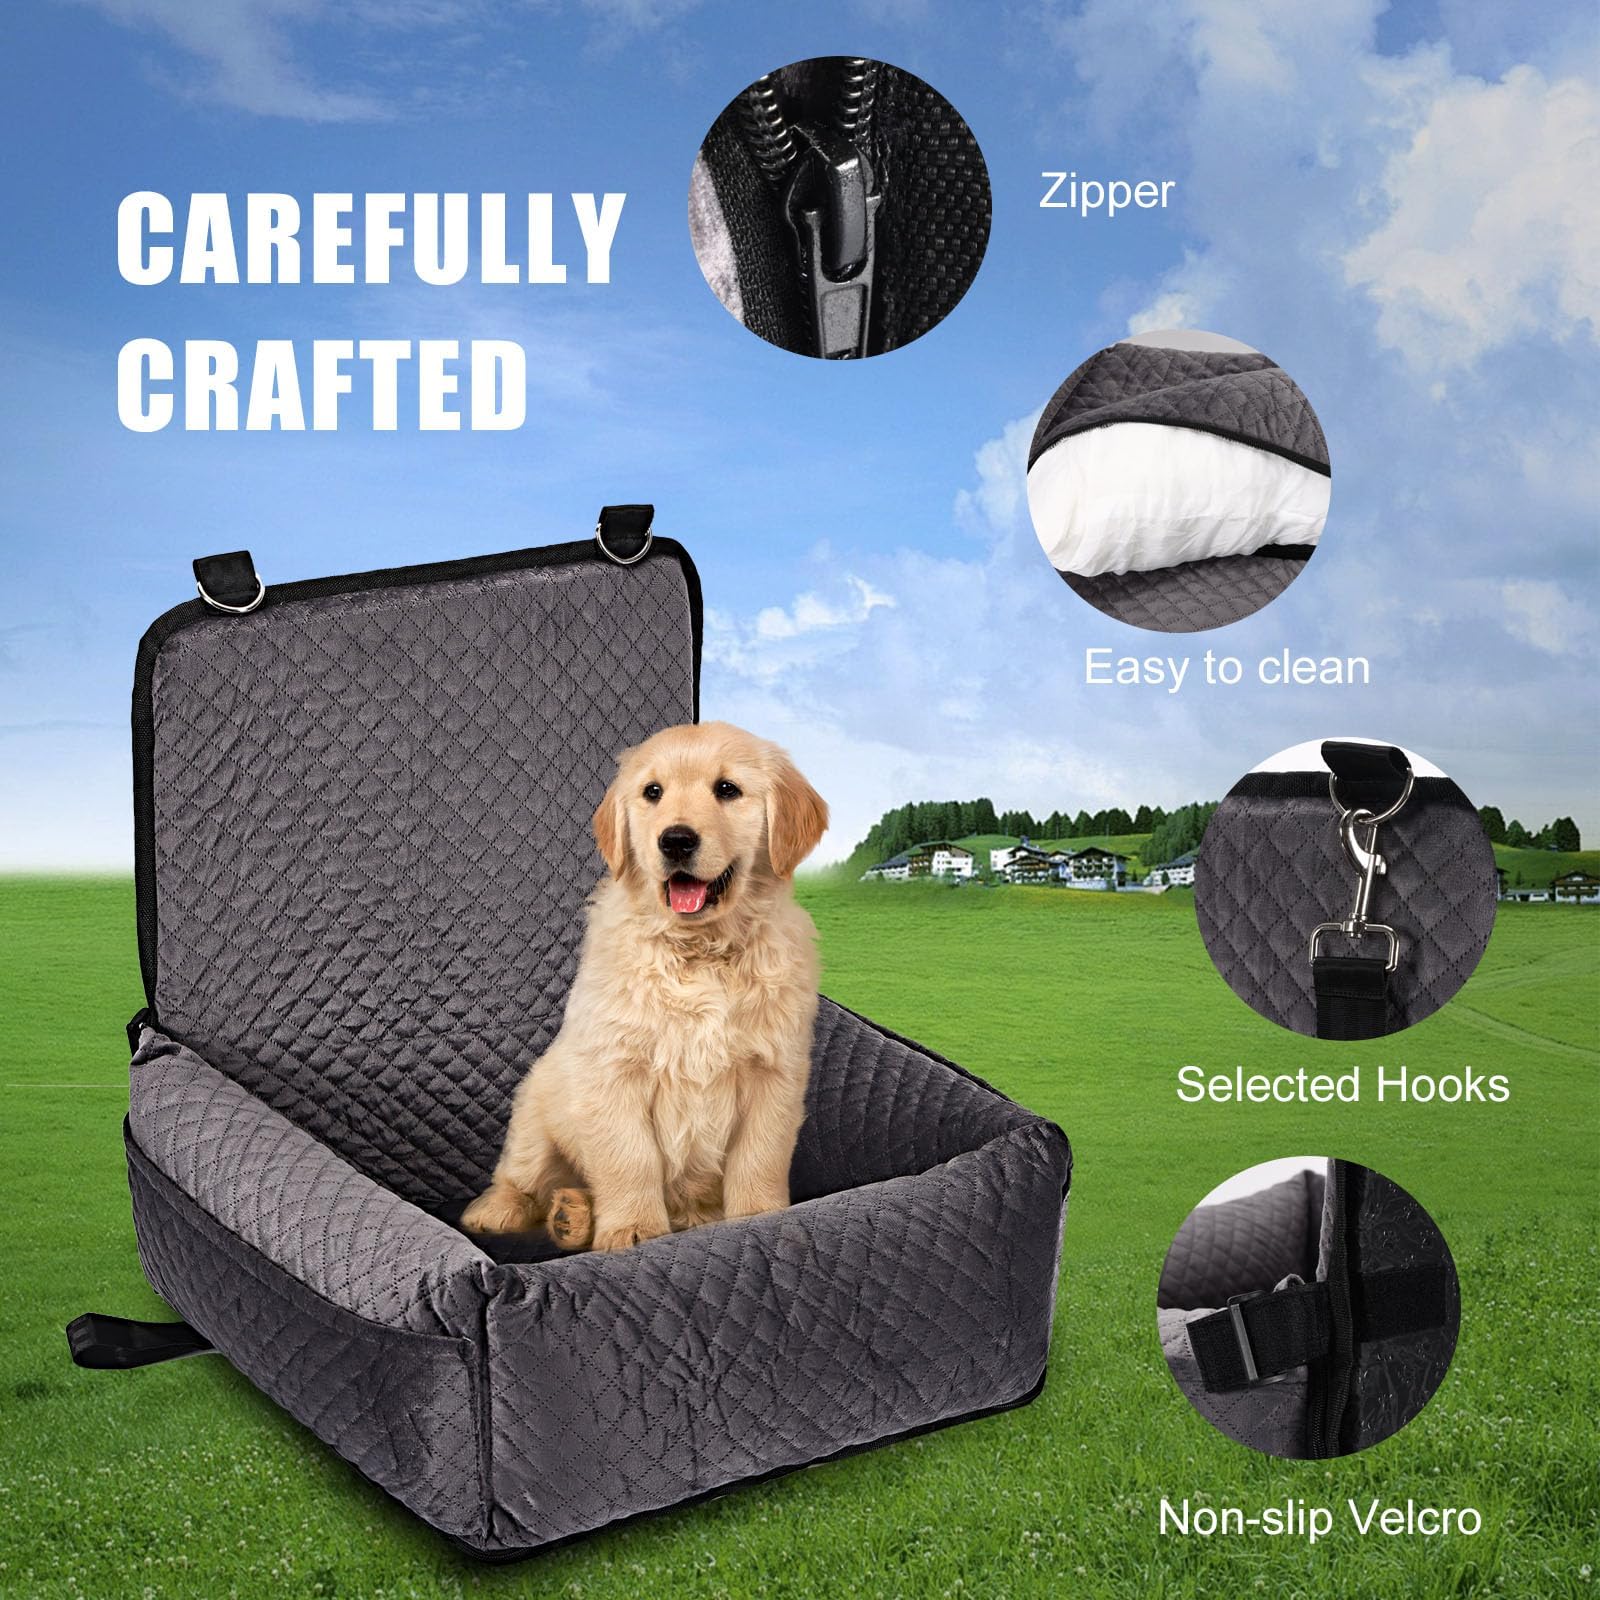 CAREFULLY
CRAFTED
Zipper
Easy to clean
Selected Hooks
Non-slip Velcro